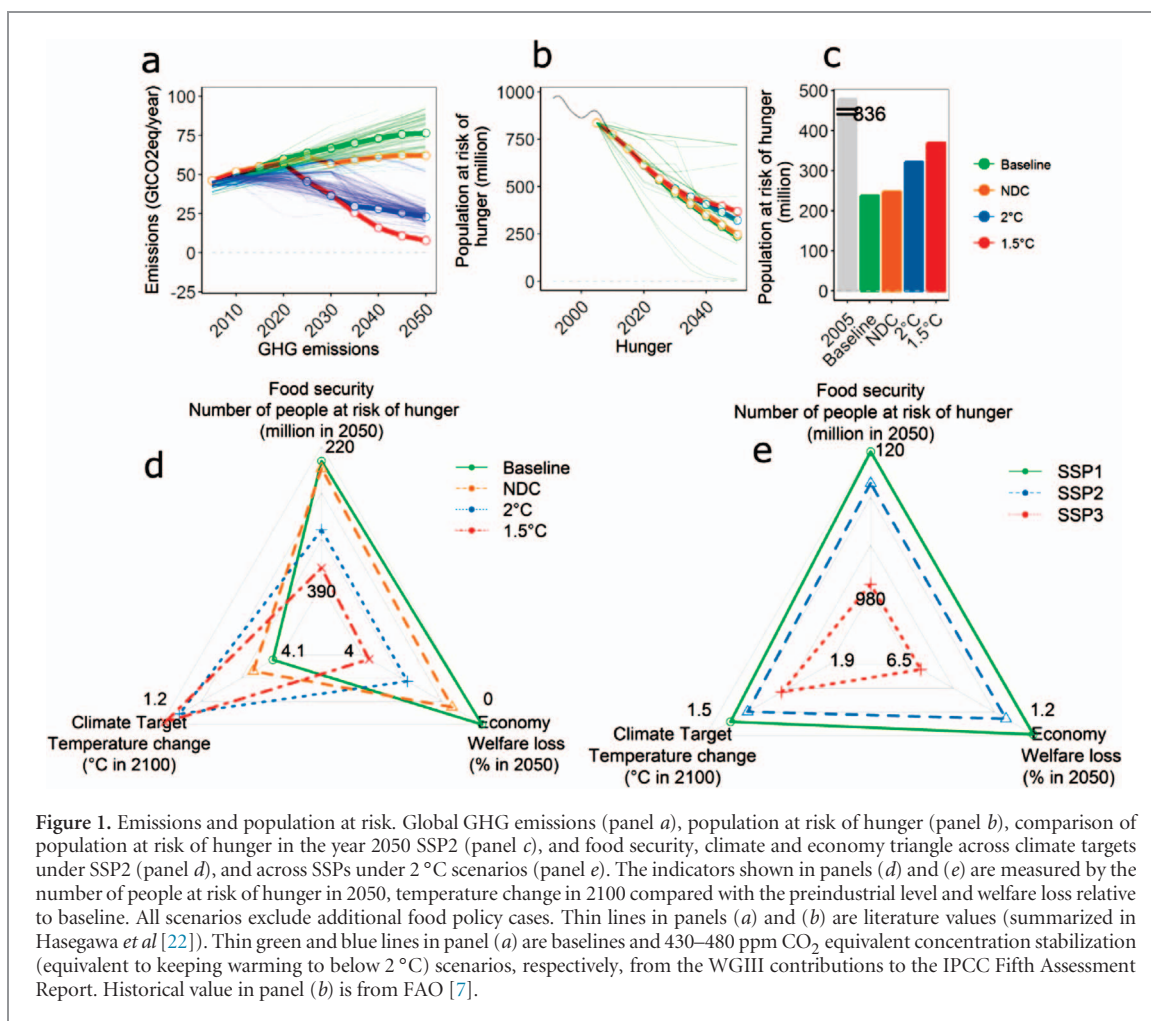 a
b
c
Emissions (GtCO2eq/year)
100
75
50
25
0
-25
2010
2020
2030
2040
2050
GHG emissions
Population at risk of
hunger (million)
1000
750
500
250
0
2000
2020
2040
Hunger
Population at risk of hunger
(million)
500
400
300
200
100
0
836
2005
Baseline
NDC
2°C
1.5°C
Baseline
NDC
2°C
1.5°C
Food security
Number of people at risk of hunger
(million in 2050)
220
d
Baseline
NDC
2°C
1.5°C
390
4.1
4
1.2
0
Climate Target
Temperature change
(°C in 2100)
Economy
Welfare loss
(% in 2050)
Food security
Number of people at risk of hunger
(million in 2050)
120
e
SSP1
SSP2
SSP3
980
1.9
6.5
1.5
1.2
Climate Target
Temperature change
(°C in 2100)
Economy
Welfare loss
(% in 2050)
Figure 1. Emissions and population at risk. Global GHG emissions (panel a), population at risk of hunger (panel b), comparison of
population at risk of hunger in the year 2050 SSP2 (panel c), and food security, climate and economy triangle across climate targets
under SSP2 (panel d), and across SSPs under 2 °C scenarios (panel e). The indicators shown in panels (d) and (e) are measured by the
number of people at risk of hunger in 2050, temperature change in 2100 compared with the preindustrial level and welfare loss relative
to baseline. All scenarios exclude additional food policy cases. Thin lines in panels (a) and (b) are literature values (summarized in
Hasegawa et al [22]). Thin green and blue lines in panel (a) are baselines and 430–480 ppm CO₂ equivalent concentration stabilization
(equivalent to keeping warming to below 2 °C) scenarios, respectively, from the WGIII contributions to the IPCC Fifth Assessment
Report. Historical value in panel (b) is from FAO [7].